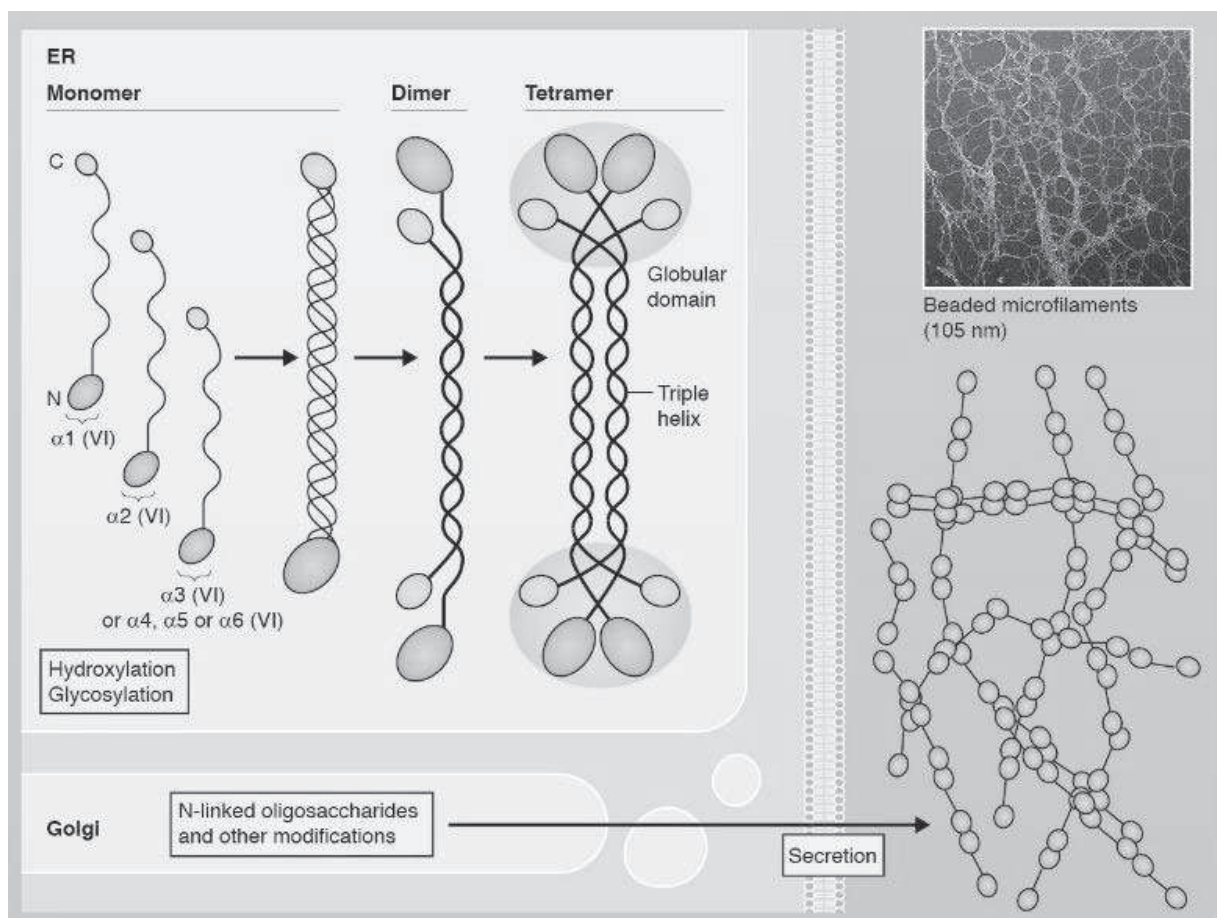 ER
Monomer
Dimer
Tetramer
C
N
α1 (VI)
α2 (VI)
α3 (VI)
or α4, α5 or α6 (VI)
Globular
domain
Triple
helix
Hydroxylation
Glycosylation
Beaded microfilaments
(105 nm)
Golgi
N-linked oligosaccharides
and other modifications
Secretion